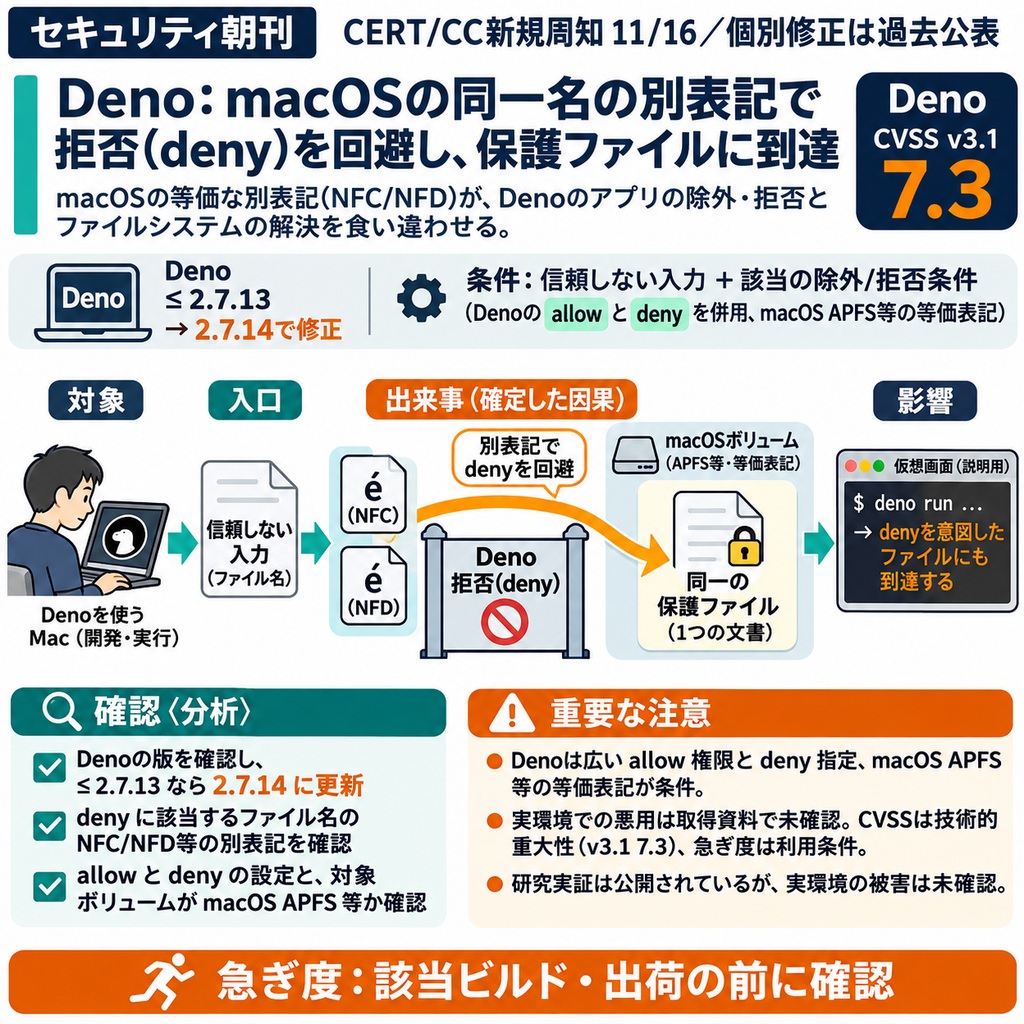 セキュリティ朝刊
CERT/CC新規周知 11/16／個別修正は過去公表
Deno：macOSの同一名の別表記で
拒否(deny)を回避し、保護ファイルに到達
macOSの等価な別表記(NFC/NFD)が、Denoのアプリの除外・拒否と
ファイルシステムの解決を食い違わせる。
Deno
CVSS v3.1
7.3
Deno
Deno
≤ 2.7.13
→ 2.7.14で修正
条件：信頼しない入力 ＋ 該当の除外/拒否条件
(Denoの allow と deny を併用、macOS APFS等の等価表記)
対象
入口
出来事（確定した因果）
影響
Denoを使う
Mac（開発・実行）
信頼しない
入力
(ファイル名)
é
(NFC)
é
(NFD)
別表記で
denyを回避
Deno
拒否(deny)
macOSボリューム
(APFS等・等価表記)
同一の
保護ファイル
(1つの文書)
仮想画面（説明用）
$ deno run ...
→ denyを意図した
ファイルにも
到達する
確認〈分析〉
Denoの版を確認し、
≤ 2.7.13 なら 2.7.14 に更新
deny に該当するファイル名の
NFC/NFD等の別表記を確認
allow と deny の設定と、対象
ボリュームが macOS APFS 等か確認
重要な注意
● Denoは広い allow 権限と deny 指定、macOS APFS
等の等価表記が条件。
● 実環境での悪用は取得資料で未確認。CVSSは技術的
重大性（v3.1 7.3）、急ぎ度は利用条件。
● 研究実証は公開されているが、実環境の被害は未確認。
急ぎ度：該当ビルド・出荷の前に確認